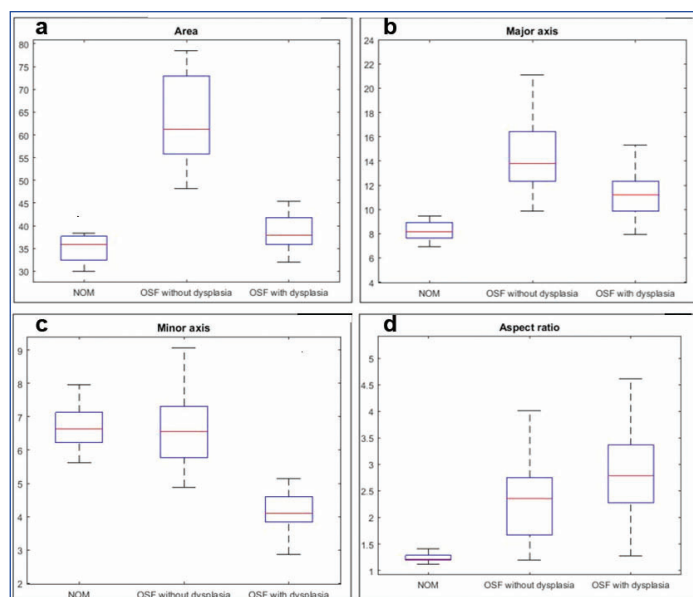 a
Area
80
75
70
65
60
55
50
45
40
35
30
NOM
OSF without dysplasia
OSF with dysplasia
b
Major axis
24
22
20
18
16
14
12
10
8
6
4
NOM
OSF without dysplasia
OSF with dysplasia
c
Minor axis
9
8
7
6
5
4
3
2
NOM
OSF without dysplasia
OSF with dysplasia
d
Aspect ratio
5
4.5
4
3.5
3
2.5
2
1.5
1
NOM
OSF without dysplasia
OSF with dysplasia